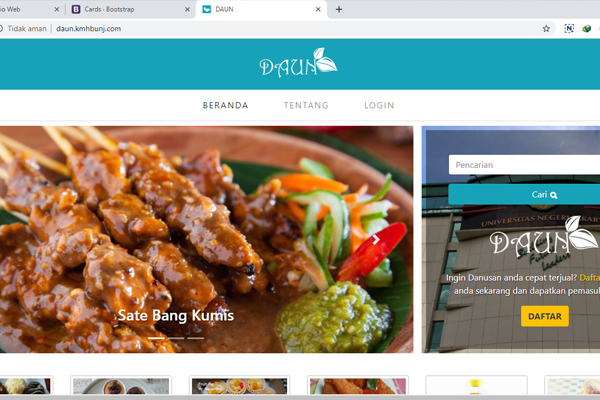 io Web
Cards · Bootstrap
DAUN
Tidak aman
daun.kmhbunj.com
DAUN
BERANDA
TENTANG
LOGIN
Sate Bang Kumis
Pencarian
Cari
UNIVERSITAS NEGERI
DAUN
Ingin Danusan anda cepat terjual? Dafta
anda sekarang dan dapatkan pemasu
DAFTAR